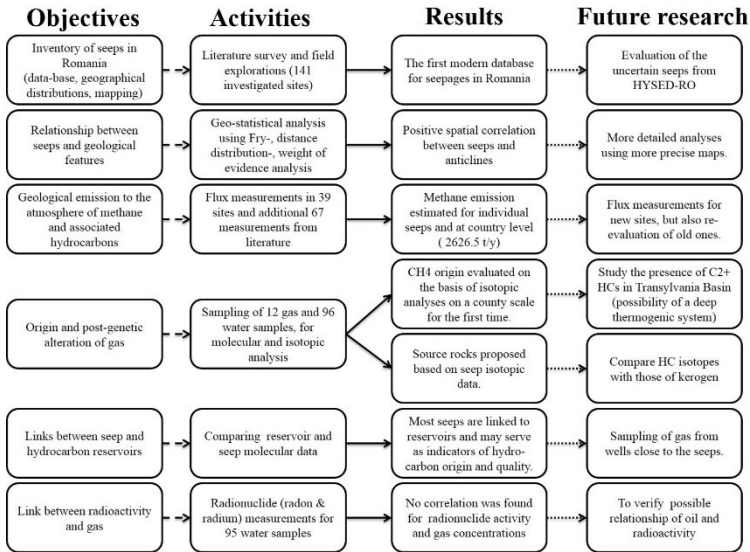 Objectives
Activities
Results
Future research
Inventory of seeps in
Romania
(data-base, geographical
distributions, mapping)
Literature survey and field
explorations (141
investigated sites)
The first modern database
for seepages in Romania
Evaluation of the
uncertain seeps from
HYSED-RO
Relationship between
seeps and geological
features
Geo-statistical analysis
using Fry-, distance
distribution-, weight of
evidence analysis
Positive spatial correlation
between seeps and
anticlines
More detailed analyses
using more precise maps.
Geological emission to the
atmosphere of methane
and associated
hydrocarbons
Flux measurements in 39
sites and additional 67
measurements from
literature
Methane emission
estimated for individual
seeps and at country level
( 2626.5 t/y)
Flux measurements for
new sites, but also re-
evaluation of old ones.
Origin and post-genetic
alteration of gas
Sampling of 12 gas and 96
water samples, for
molecular and isotopic
analysis
CH4 origin evaluated on
the basis of isotopic
analyses on a county scale
for the first time.
Study the presence of C2+
HCs in Transylvania Basin
(possibility of a deep
thermogenic system)
Source rocks proposed
based on seep isotopic
data.
Compare HC isotopes
with those of kerogen
Links between seep and
hydrocarbon reservoirs
Comparing reservoir and
seep molecular data
Most seeps are linked to
reservoirs and may serve
as indicators of hydro-
carbon origin and quality.
Sampling of gas from
wells close to the seeps.
Link between radioactivity
and gas
Radionuclide (radon &
radium) measurements for
95 water samples
No correlation was found
for radionuclide activity
and gas concentrations
To verify possible
relationship of oil and
radioactivity